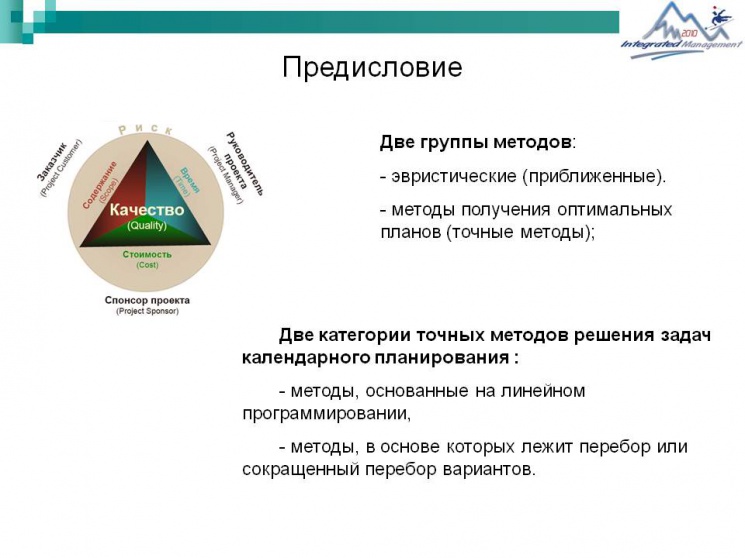 2010
Integrated Management
Предисловие
Риск
Заказчик
(Project Customer)
Руководитель
проекта
(Project Manager)
Содержание
(Scope)
Время
(Time)
Качество
(Quality)
Стоимость
(Cost)
Спонсор проекта
(Project Sponsor)
Две группы методов:
- эвристические (приближенные).
- методы получения оптимальных
планов (точные методы);
Две категории точных методов решения задач
календарного планирования :
- методы, основанные на линейном
программировании,
- методы, в основе которых лежит перебор или
сокращенный перебор вариантов.